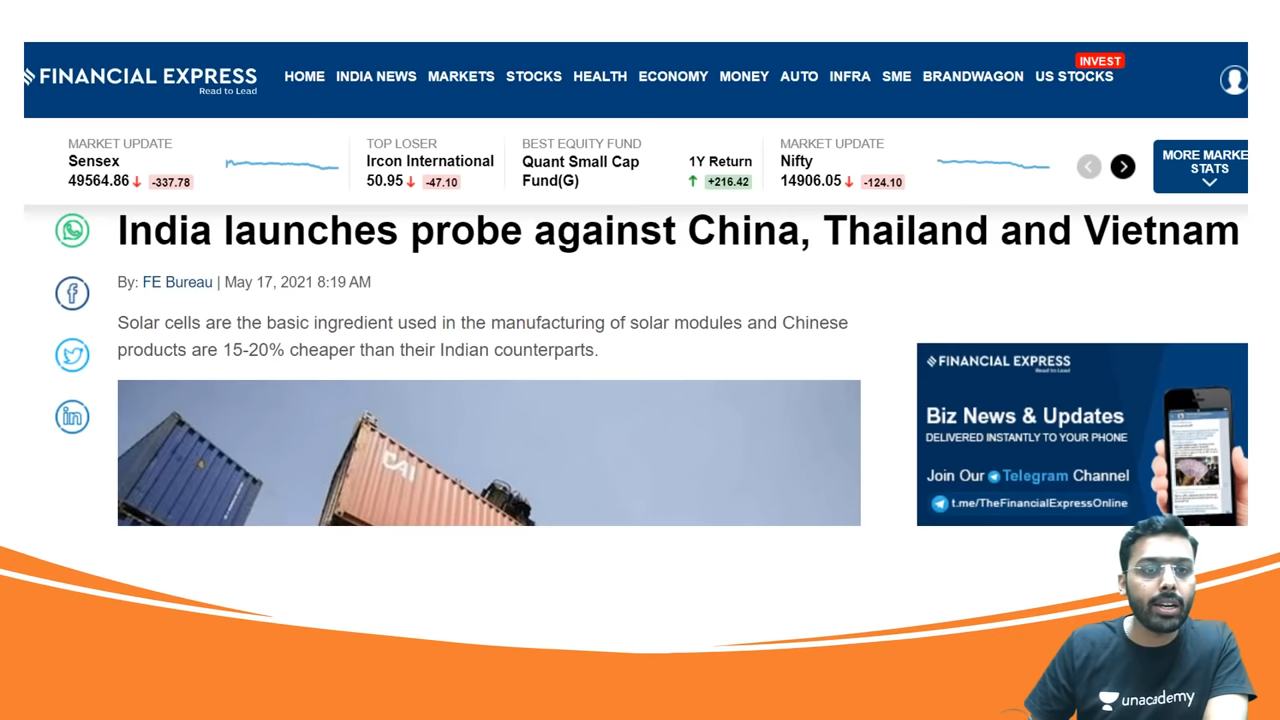 FINANCIAL EXPRESS
Read to Lead
HOME INDIA NEWS MARKETS STOCKS HEALTH ECONOMY MONEY AUTO INFRA SME BRANDWAGON US STOCKS
INVEST
MARKET UPDATE
Sensex
49564.86 -337.78
TOP LOSER
Ircon International
50.95 -47.10
BEST EQUITY FUND
Quant Small Cap 1Y Return
Fund(G) +216.42
MARKET UPDATE
Nifty
14906.05 -124.10
MORE MARKE
STATS
India launches probe against China, Thailand and Vietnam
By: FE Bureau | May 17, 2021 8:19 AM
Solar cells are the basic ingredient used in the manufacturing of solar modules and Chinese
products are 15-20% cheaper than their Indian counterparts.
CAI
FINANCIAL EXPRESS
Read to Lead
Biz News & Updates
DELIVERED INSTANTLY TO YOUR PHONE
Join Our Telegram Channel
t.me/TheFinancialExpressOnline
unacademy